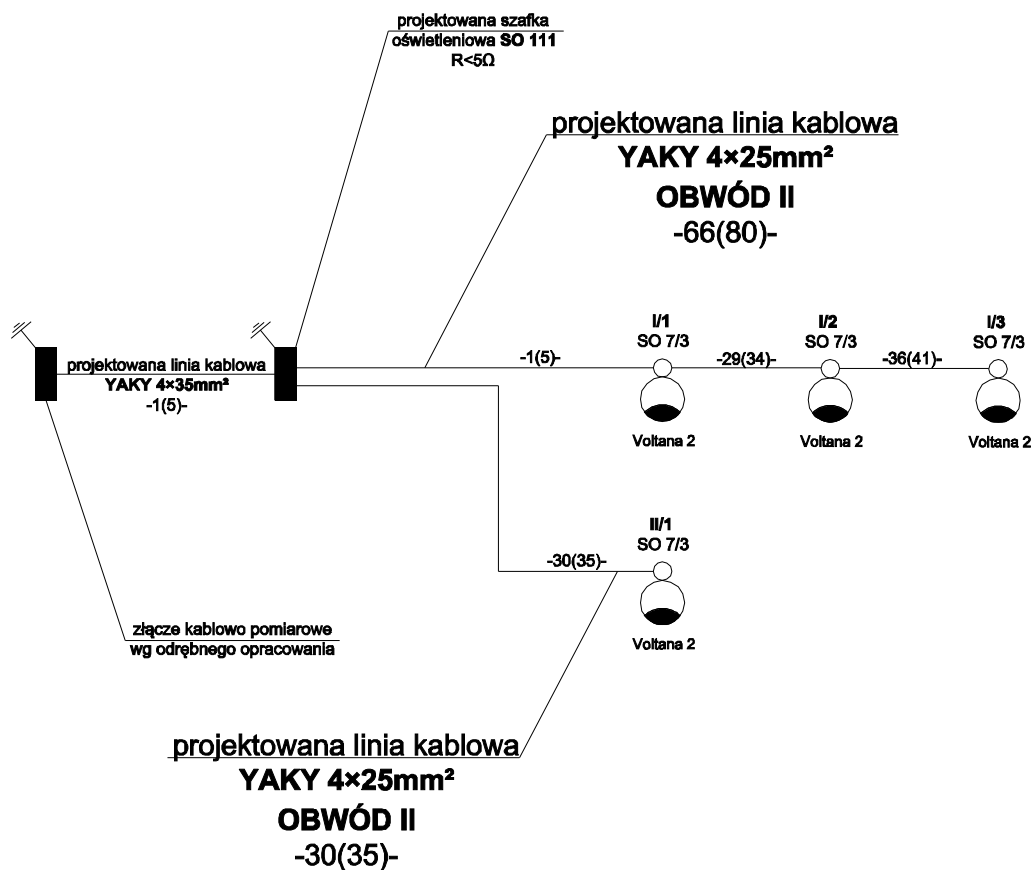 projektowana szafka
oświetleniowa SO 111
R<5Ω
projektowana linia kablowa
YAKY 4×25mm²
OBWÓD II
-66(80)-
projektowana linia kablowa
YAKY 4×35mm²
-1(5)-
-1(5)-
I/1
SO 7/3
Voltana 2
-29(34)-
I/2
SO 7/3
Voltana 2
-36(41)-
I/3
SO 7/3
Voltana 2
II/1
SO 7/3
-30(35)-
Voltana 2
złącze kablowo pomiarowe
wg odrębnego opracowania
projektowana linia kablowa
YAKY 4×25mm²
OBWÓD II
-30(35)-